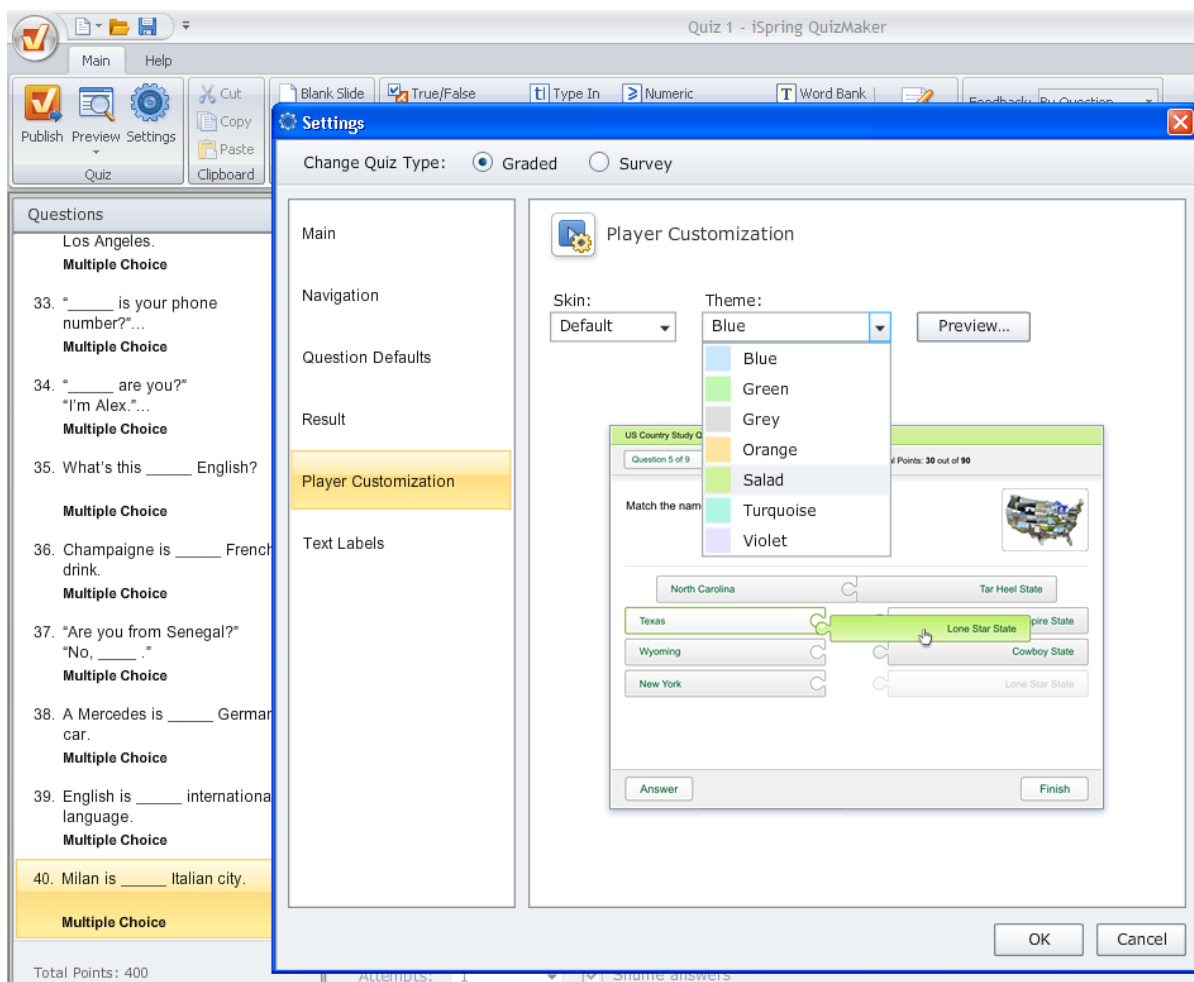 Quiz 1 - iSpring QuizMaker
Main Help
Blank Slide True/False Type In Numeric Word Bank
Cut
Copy
Paste
Publish Preview Settings
Quiz Clipboard
Feedback: By Question
Settings
Change Quiz Type: Graded Survey
Questions
Los Angeles.
Multiple Choice
33. “_____ is your phone
number?”...
Multiple Choice
34. “_____ are you?”
“I’m Alex.”...
Multiple Choice
35. What’s this _____ English?
Multiple Choice
36. Champaigne is _____ French
drink.
Multiple Choice
37. “Are you from Senegal?”
“No, _____ .”
Multiple Choice
38. A Mercedes is _____ German
car.
Multiple Choice
39. English is _____ internationa
language.
Multiple Choice
40. Milan is _____ Italian city.
Multiple Choice
Total Points: 400
Main
Navigation
Question Defaults
Result
Player Customization
Text Labels
Player Customization
Skin: Theme:
Default Blue Preview...
Blue
Green
Grey
Orange
Salad
Turquoise
Violet
US Country Study Q
Question 5 of 9 Points: 30 out of 90
Match the nam
North Carolina Tar Heel State
Texas Lone Star State pire State
Wyoming Cowboy State
New York Lone Star State
Answer Finish
OK Cancel
Attempts: 1 Shuffle answers